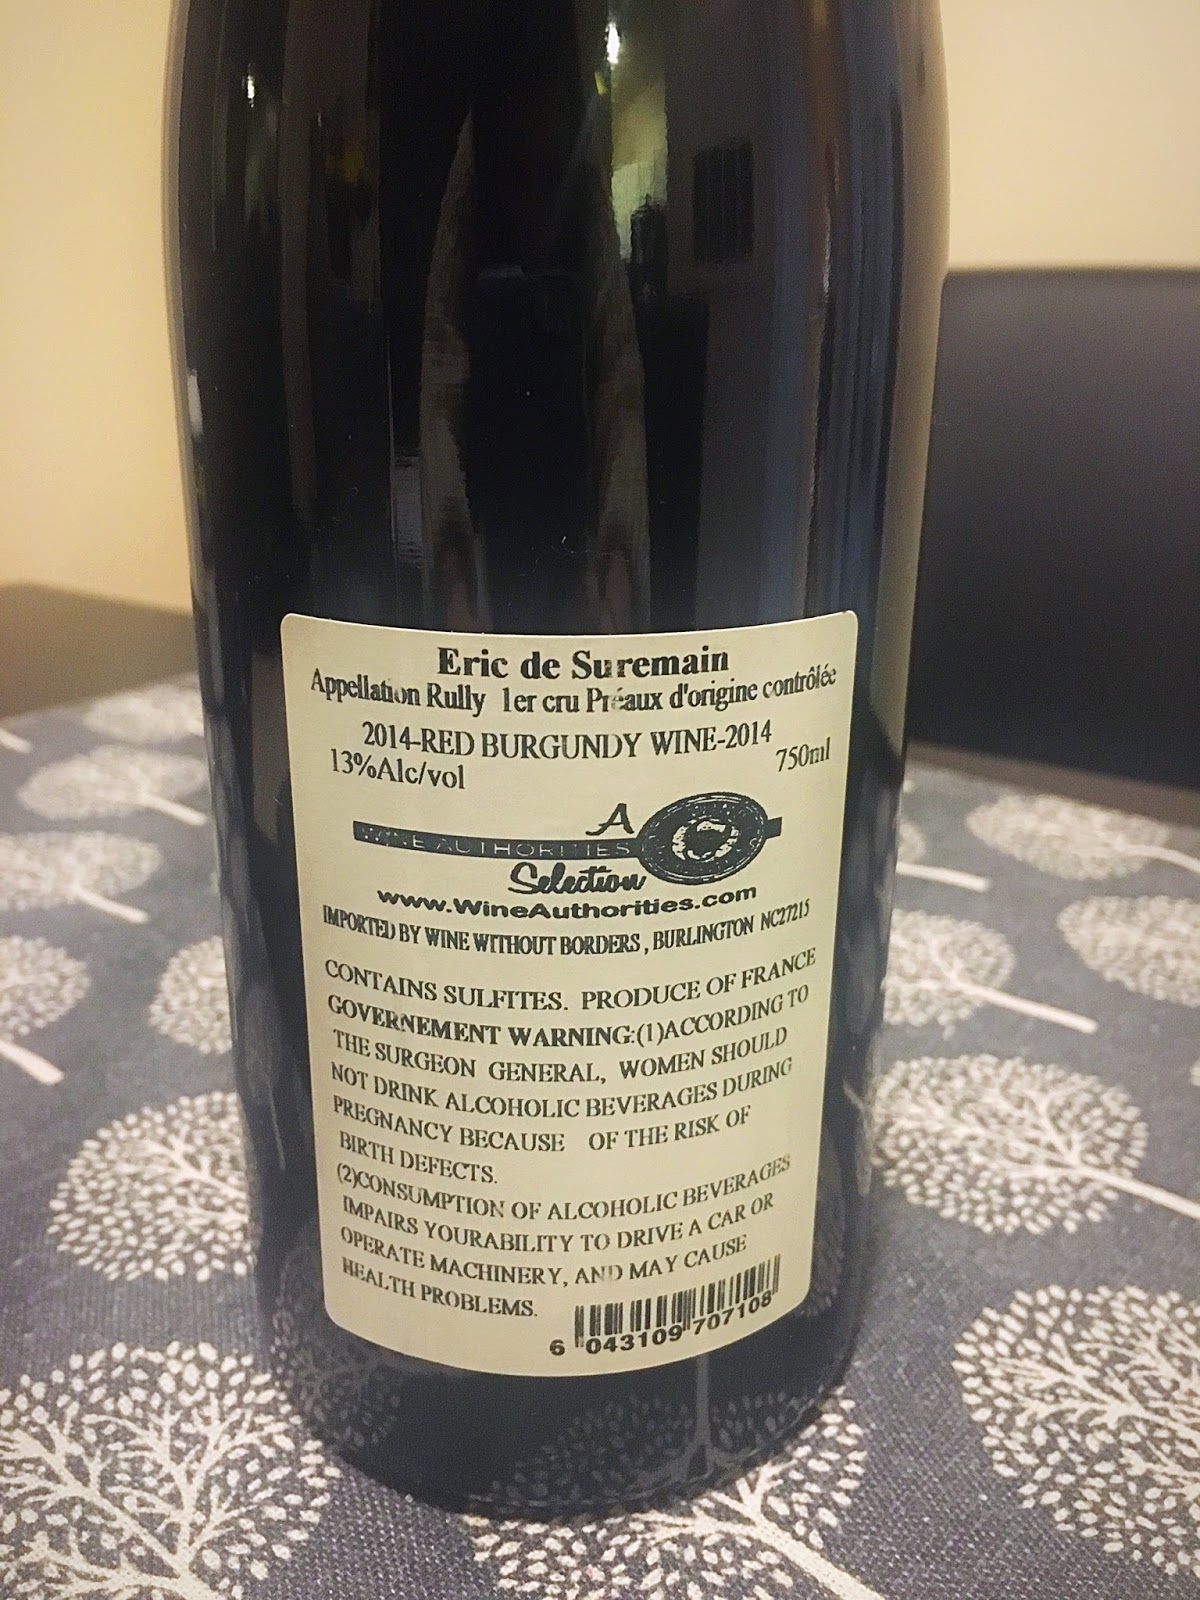 Eric de Suremain
Appellation Rully 1er cru Préaux d'origine contrôlée
2014-RED BURGUNDY WINE-2014
13%Alc/vol 750ml
A
WINE AUTHORITIES
Selection
www.WineAuthorities.com
IMPORTED BY WINE WITHOUT BORDERS , BURLINGTON NC27215
CONTAINS SULFITES. PRODUCE OF FRANCE
GOVERNEMENT WARNING:(1)ACCORDING TO
THE SURGEON GENERAL, WOMEN SHOULD
NOT DRINK ALCOHOLIC BEVERAGES DURING
PREGNANCY BECAUSE OF THE RISK OF
BIRTH DEFECTS.
(2)CONSUMPTION OF ALCOHOLIC BEVERAGES
IMPAIRS YOURABILITY TO DRIVE A CAR OR
OPERATE MACHINERY, AND MAY CAUSE
HEALTH PROBLEMS.
6 043109 707108